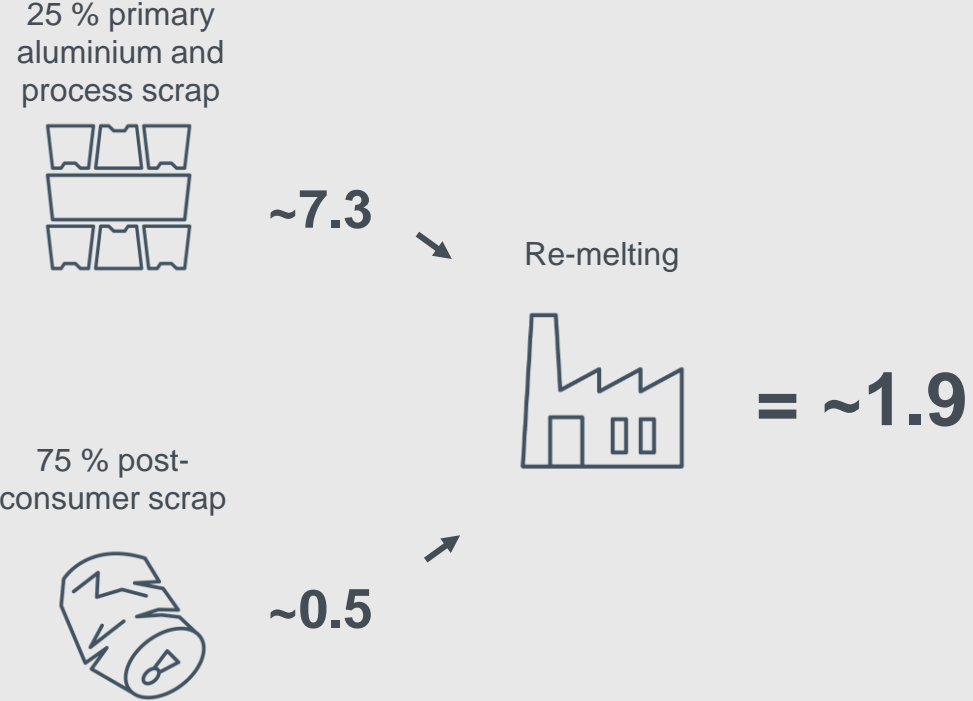 25 % primary
aluminium and
process scrap
~7.3
Re-melting
= ~1.9
75 % post-
consumer scrap
~0.5